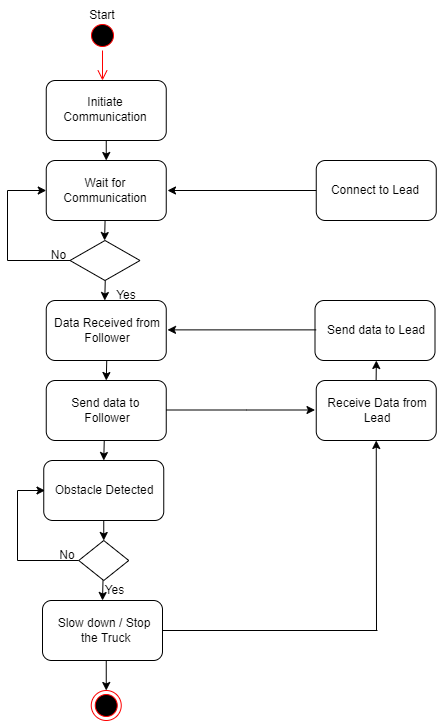 Start
Initiate
Communication
Wait for
Communication
Connect to Lead
No
Yes
Data Received from
Follower
Send data to Lead
Send data to
Follower
Receive Data from
Lead
Obstacle Detected
No
Yes
Slow down / Stop
the Truck